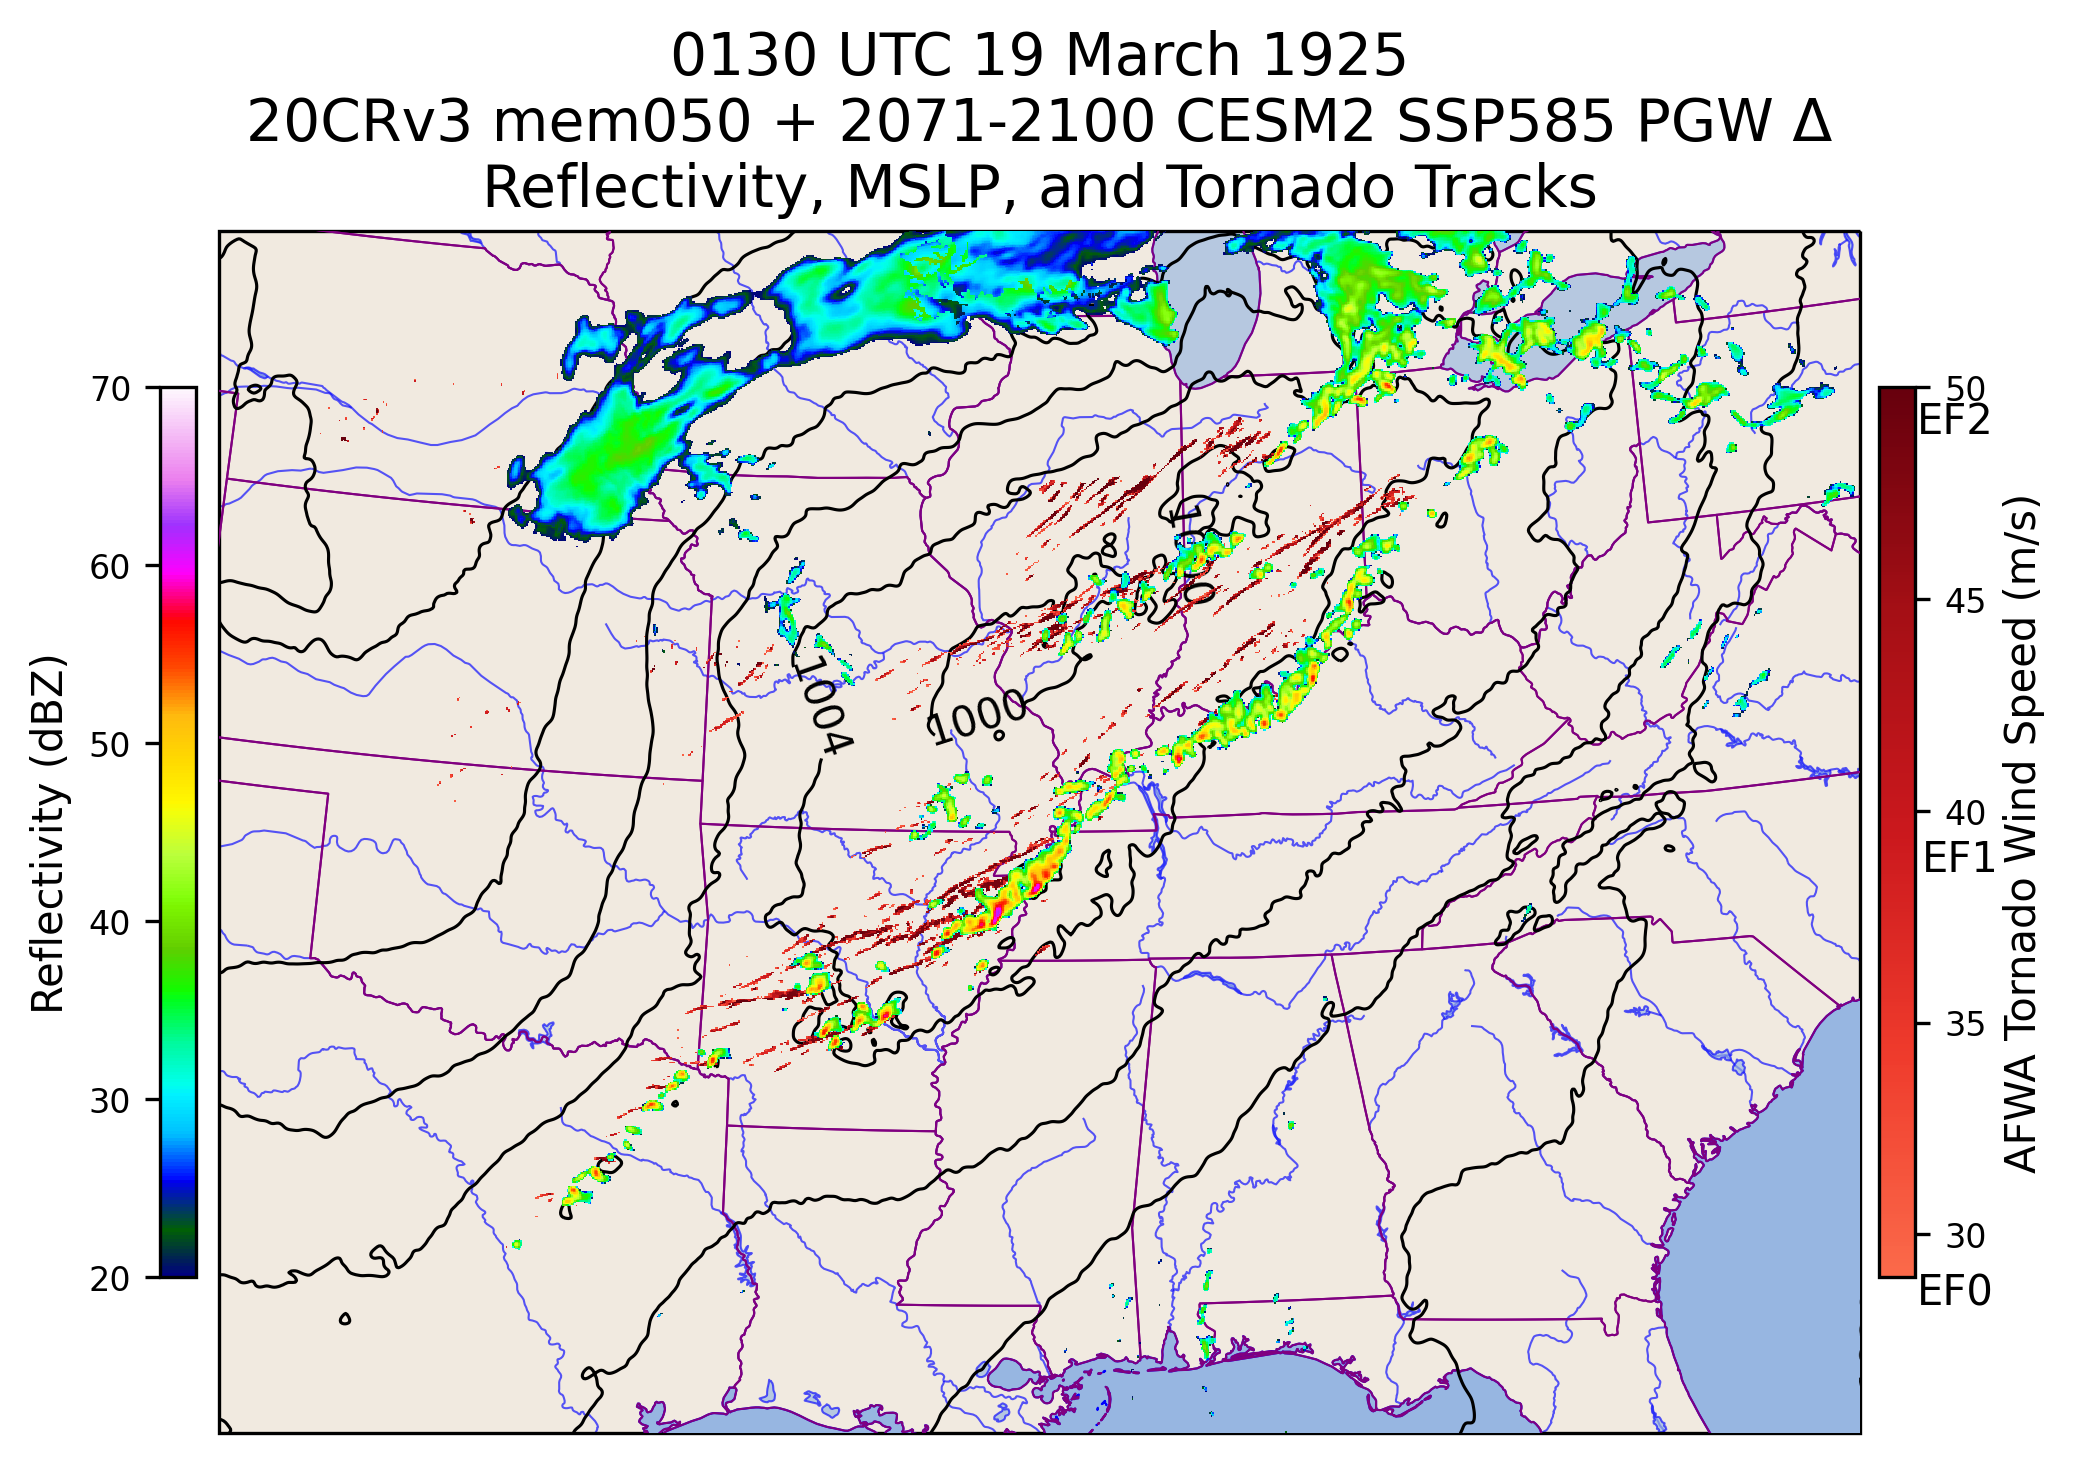 0130 UTC 19 March 1925
20CRv3 mem050 + 2071-2100 CESM2 SSP585 PGW Δ
Reflectivity, MSLP, and Tornado Tracks
70
60
50
40
30
20
Reflectivity (dBZ)
1004
1000
1000
50
EF2
45
40
EF1
35
30
EF0
AFWA Tornado Wind Speed (m/s)